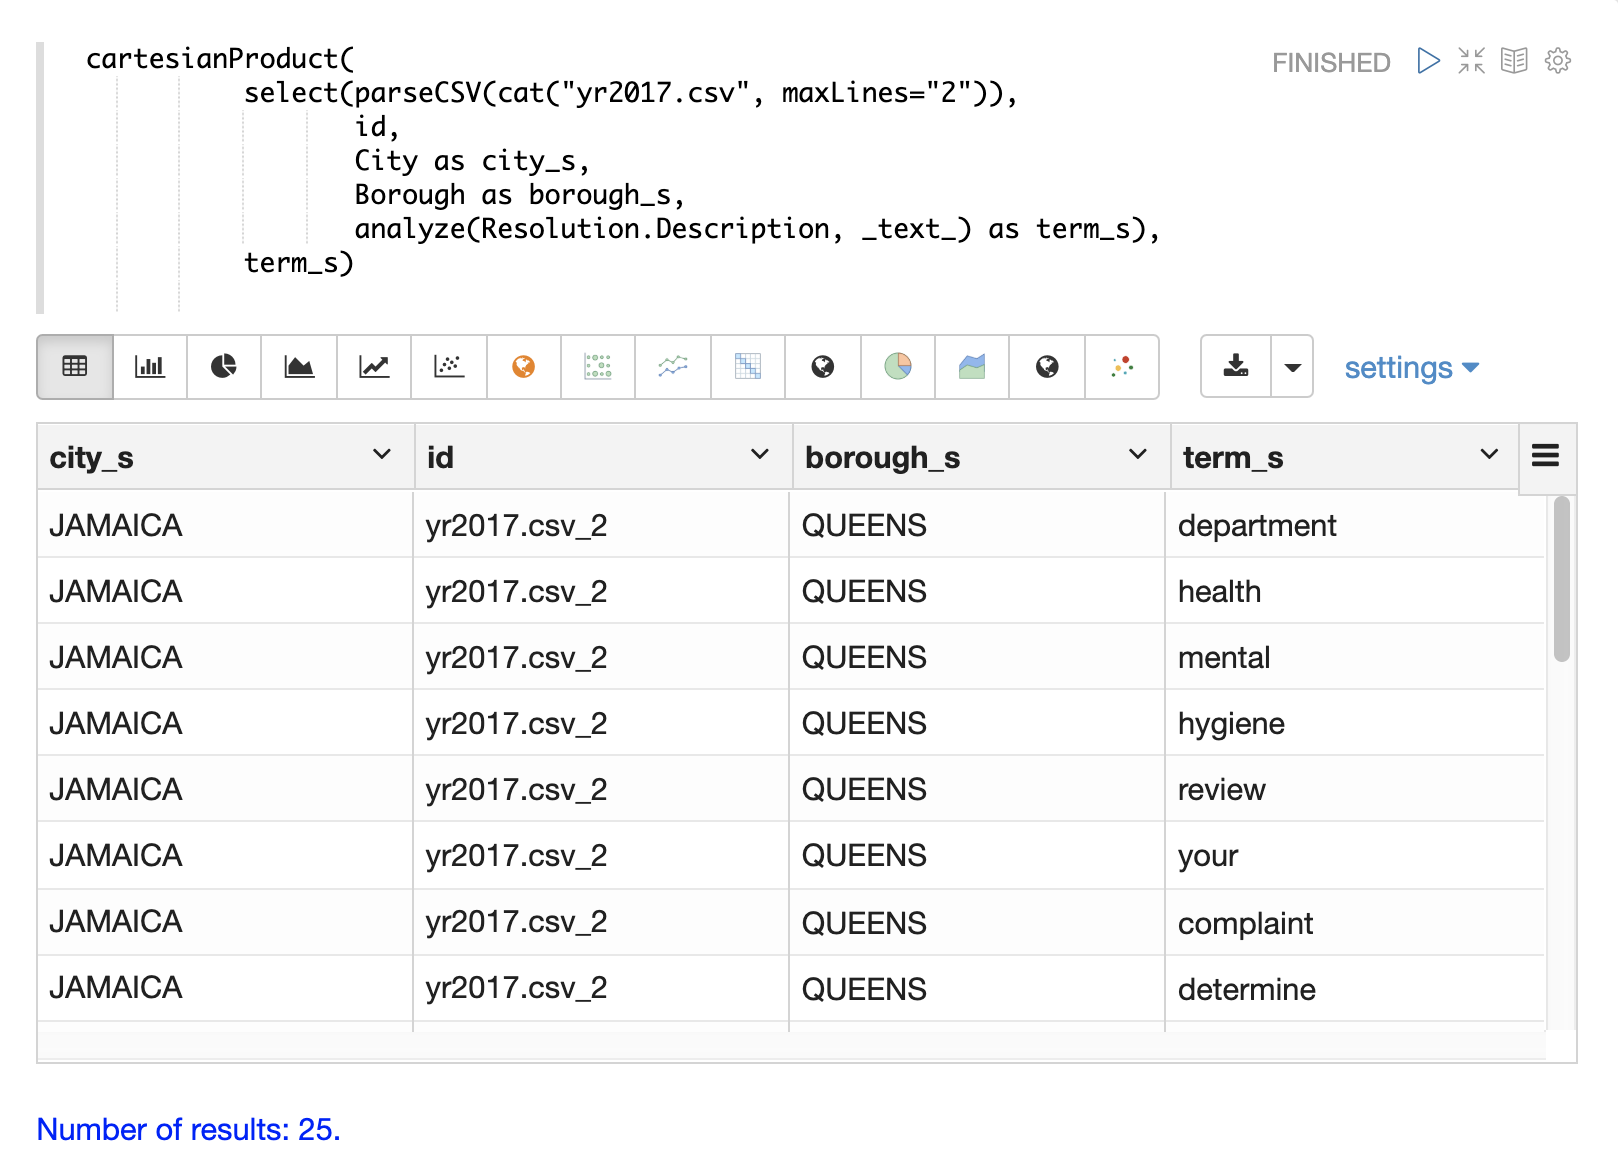 cartesianProduct(
select(parseCSV(cat("yr2017.csv", maxLines="2")),
id,
City as city_s,
Borough as borough_s,
analyze(Resolution.Description, _text_) as term_s),
term_s)
FINISHED
settings
city_s id borough_s term_s
JAMAICA yr2017.csv_2 QUEENS department
JAMAICA yr2017.csv_2 QUEENS health
JAMAICA yr2017.csv_2 QUEENS mental
JAMAICA yr2017.csv_2 QUEENS hygiene
JAMAICA yr2017.csv_2 QUEENS review
JAMAICA yr2017.csv_2 QUEENS your
JAMAICA yr2017.csv_2 QUEENS complaint
JAMAICA yr2017.csv_2 QUEENS determine
Number of results: 25.